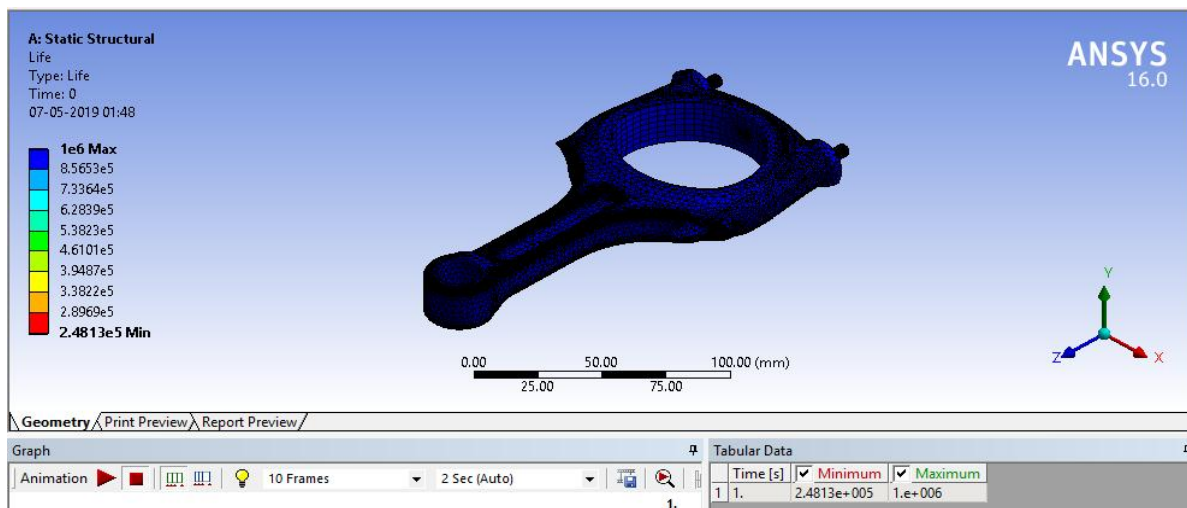 A: Static Structural
Life
Type: Life
Time: 0
07-05-2019 01:48
ANSYS
16.0
1e6 Max
8.5653e5
7.3364e5
6.2839e5
5.3823e5
4.6101e5
3.9487e5
3.3822e5
2.8969e5
2.4813e5 Min
0.00 50.00 100.00 (mm)
25.00 75.00
Y
Z X
Geometry Print Preview Report Preview
Graph
Animation 10 Frames 2 Sec (Auto)
1.
Tabular Data
Time [s] Minimum Maximum
1 1. 2.4813e+005 1.e+006